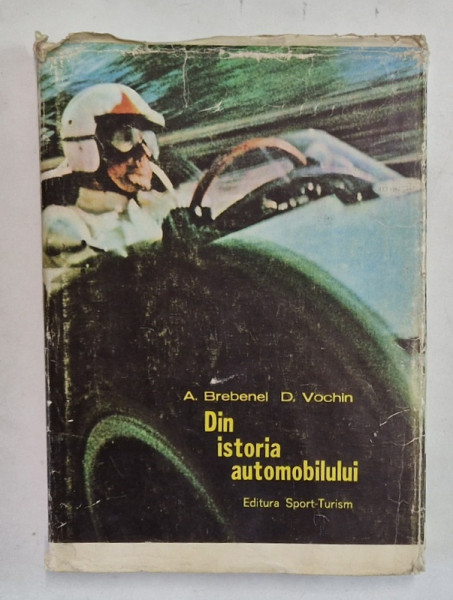 A. Brebenel D. Vochin
Din
istoria
automobilului
Editura Sport-Turism